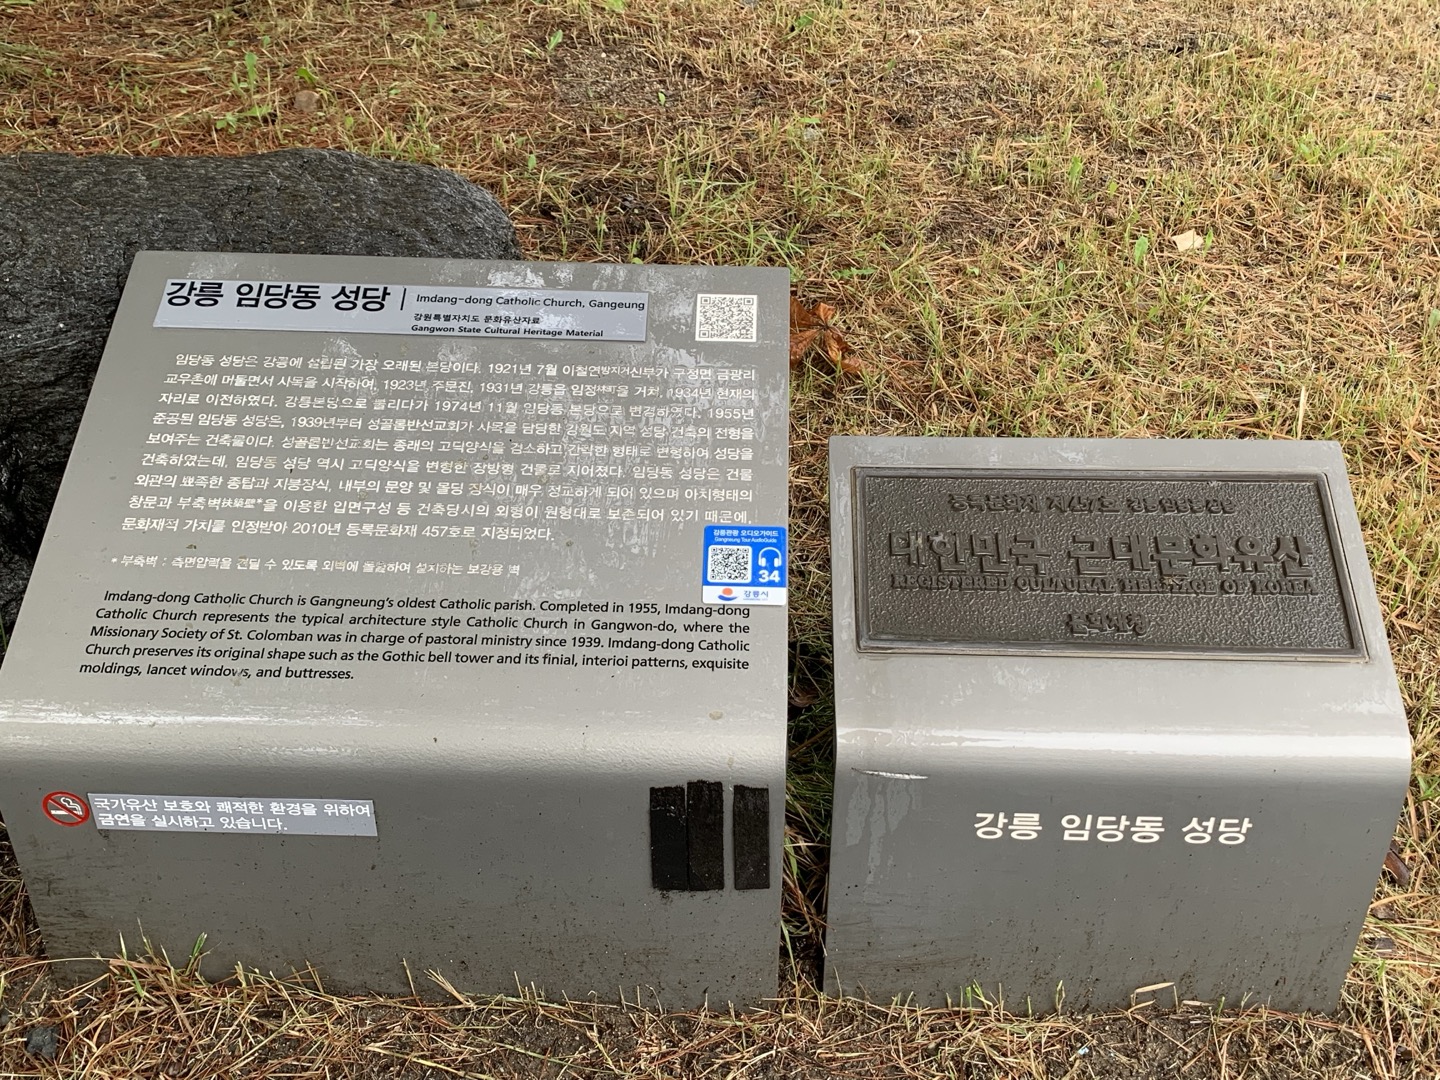 강릉 임당동 성당 | Imdang-dong Catholic Church, Gangeung
강원특별자치도 문화유산자료
Gangwon State Cultural Heritage Material
임당동 성당은 강릉에 설립된 가장 오래된 본당이다. 1921년 7월 이철연 신부가 구정면 금광리
교우촌에 머물면서 사목을 시작하여, 1923년 주문진, 1931년 강릉읍 임정 을 거쳐, 1934년 현재의
자리로 이전하였다. 강릉본당으로 불리다가 1974년 11월 임당동 본당으로 변경하였다. 1955년
준공된 임당동 성당은, 1939년부터 성골롬반선교회가 사목을 담당한 강원도 지역 성당 건축의 전형을
보여주는 건축물이다. 성골롬반선교회는 종래의 고딕양식을 검소하고 간략한 형태로 변형하여 성당을
건축하였는데, 임당동 성당 역시 고딕양식을 변형한 장방형 건물로 지어졌다. 임당동 성당은 건물
외관의 뾰족한 종탑과 지붕장식, 내부의 문양 및 몰딩 장식이 매우 정교하게 되어 있으며 아치형태의
창문과 부축벽扶築壁*을 이용한 입면구성 등 건축당시의 외형이 원형대로 보존되어 있기 때문에,
문화재적 가치를 인정받아 2010년 등록문화재 457호로 지정되었다.
* 부축벽 : 측면압력을 견딜 수 있도록 외벽에 돌출하여 설치하는 보강용 벽
강릉관광 오디오가이드
Gangneung Tour AudioGuide
34
강릉시
Imdang-dong Catholic Church is Gangneung's oldest Catholic parish. Completed in 1955, Imdang-dong
Catholic Church represents the typical architecture style Catholic Church in Gangwon-do, where the
Missionary Society of St. Colomban was in charge of pastoral ministry since 1939. Imdang-dong Catholic
Church preserves its original shape such as the Gothic bell tower and its finial, interioi patterns, exquisite
moldings, lancet windows, and buttresses.
국가유산 보호와 쾌적한 환경을 위하여
금연을 실시하고 있습니다.
등록문화재 제457호 강릉 임당동 성당
대한민국 근대문화유산
REGISTERED CULTURAL HERITAGE OF KOREA
문화재청
강릉 임당동 성당